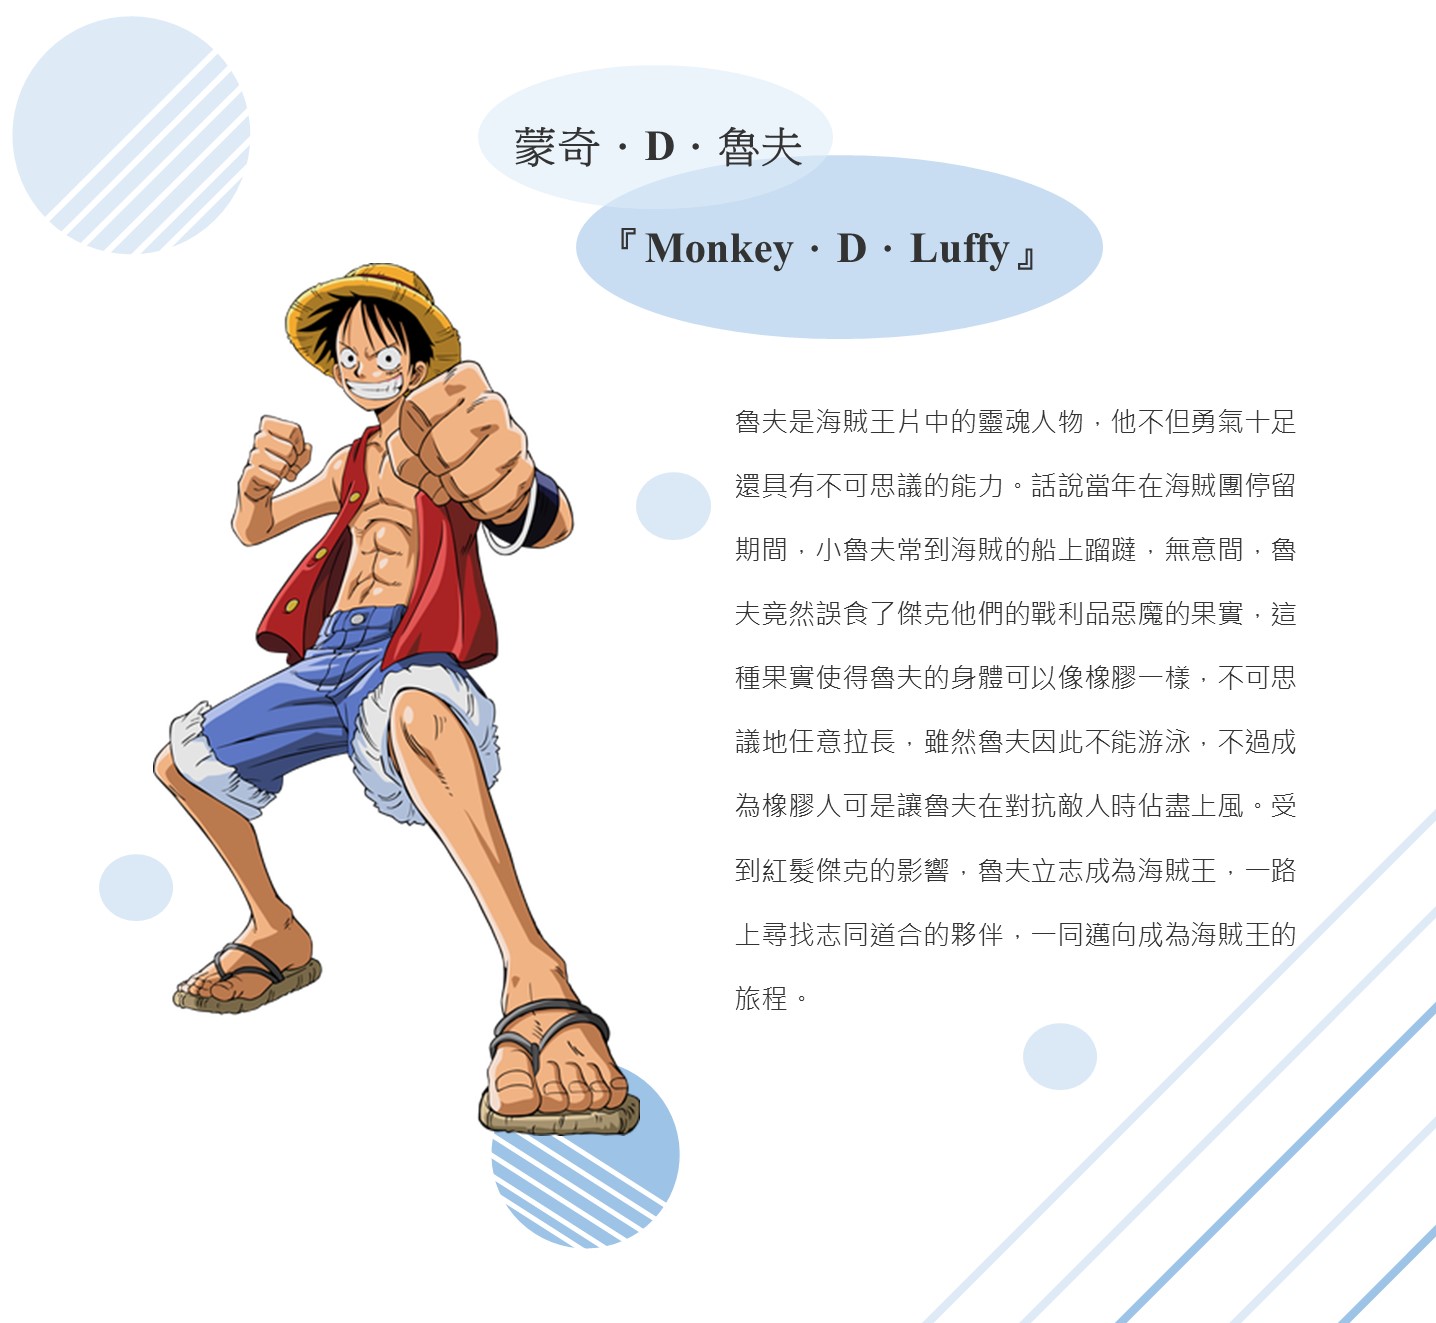 蒙奇・D・魯夫
『Monkey・D・Luffy』
魯夫是海賊王片中的靈魂人物，他不但勇氣十足
還具有不可思議的能力。話說當年在海賊團停留
期間，小魯夫常到海賊的船上蹓躂，無意間，魯
夫竟然誤食了傑克他們的戰利品惡魔的果實，這
種果實使得魯夫的身體可以像橡膠一樣，不可思
議地任意拉長，雖然魯夫因此不能游泳，不過成
為橡膠人可是讓魯夫在對抗敵人時佔盡上風。受
到紅髮傑克的影響，魯夫立志成為海賊王，一路
上尋找志同道合的夥伴，一同邁向成為海賊王的
旅程。